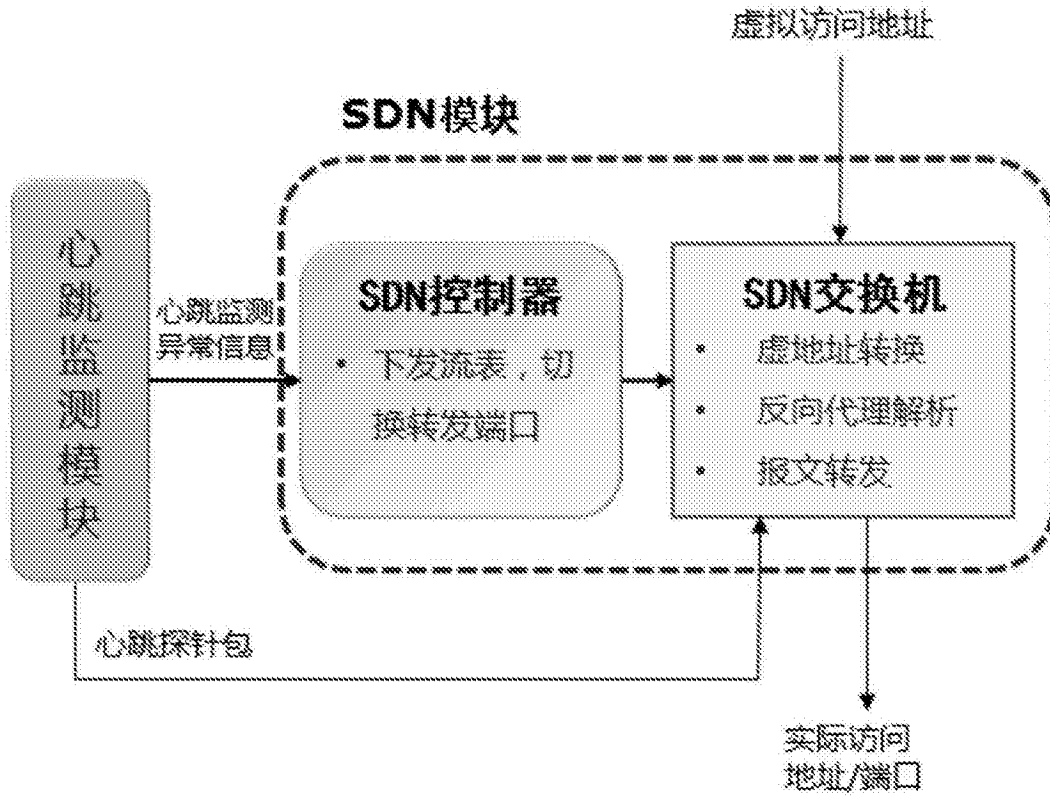 虚拟访问地址
SDN模块
心跳监测模块
心跳监测
异常信息
SDN控制器
• 下发流表，切
换转发端口
SDN交换机
• 虚地址转换
• 反向代理解析
• 报文转发
心跳探针包
实际访问
地址/端口